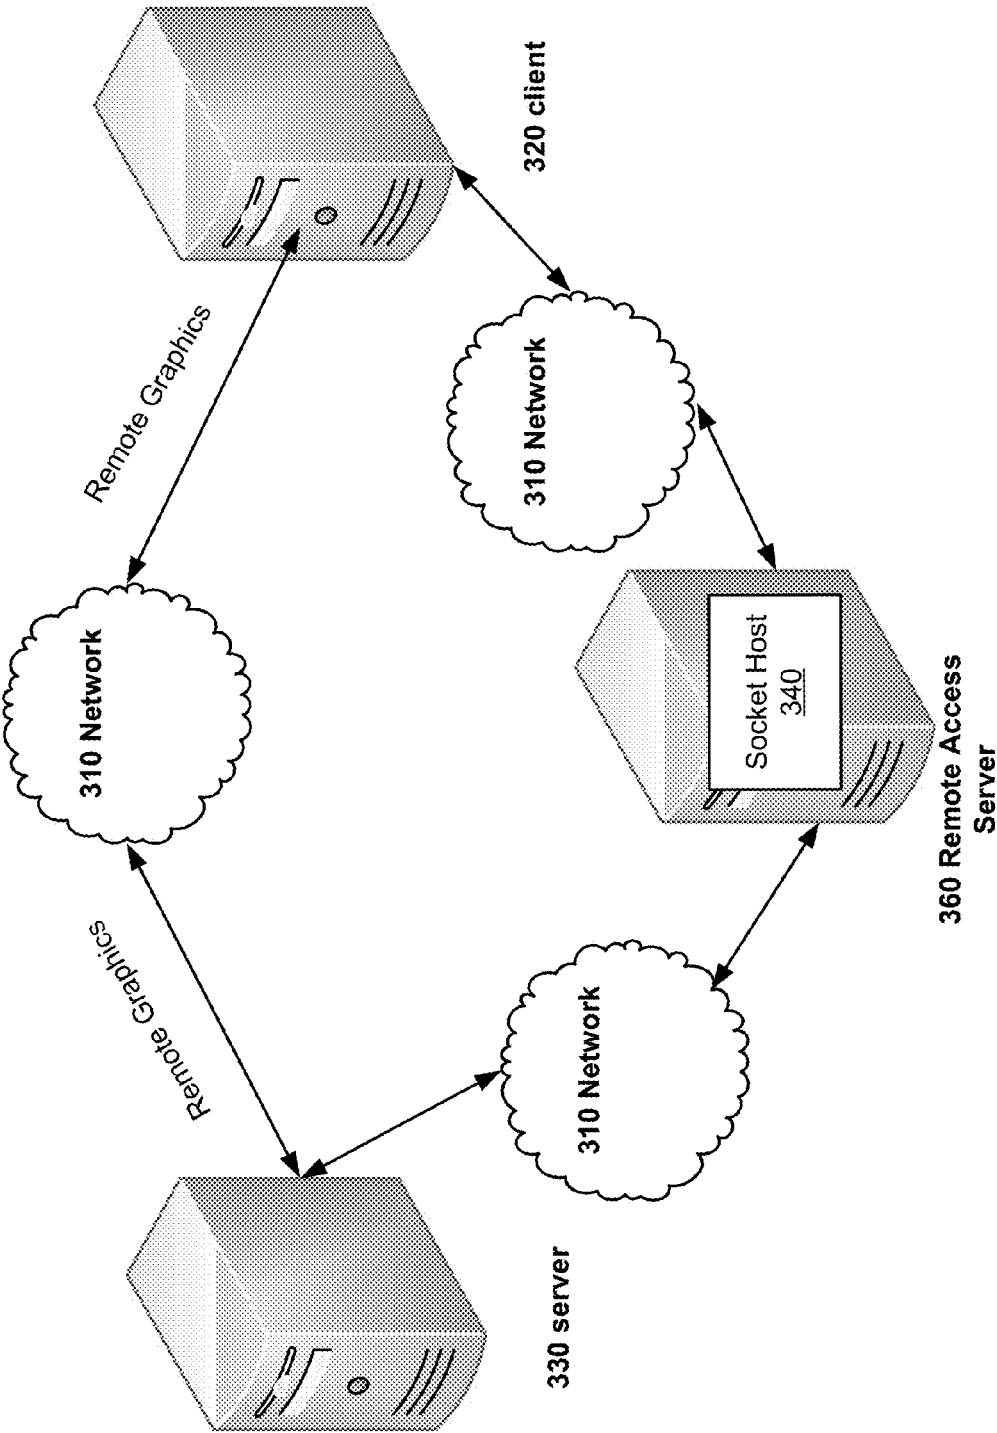 Remote Graphics
310 Network
Remote Graphics
330 server
310 Network
Socket Host
340
360 Remote Access
Server
310 Network
320 client